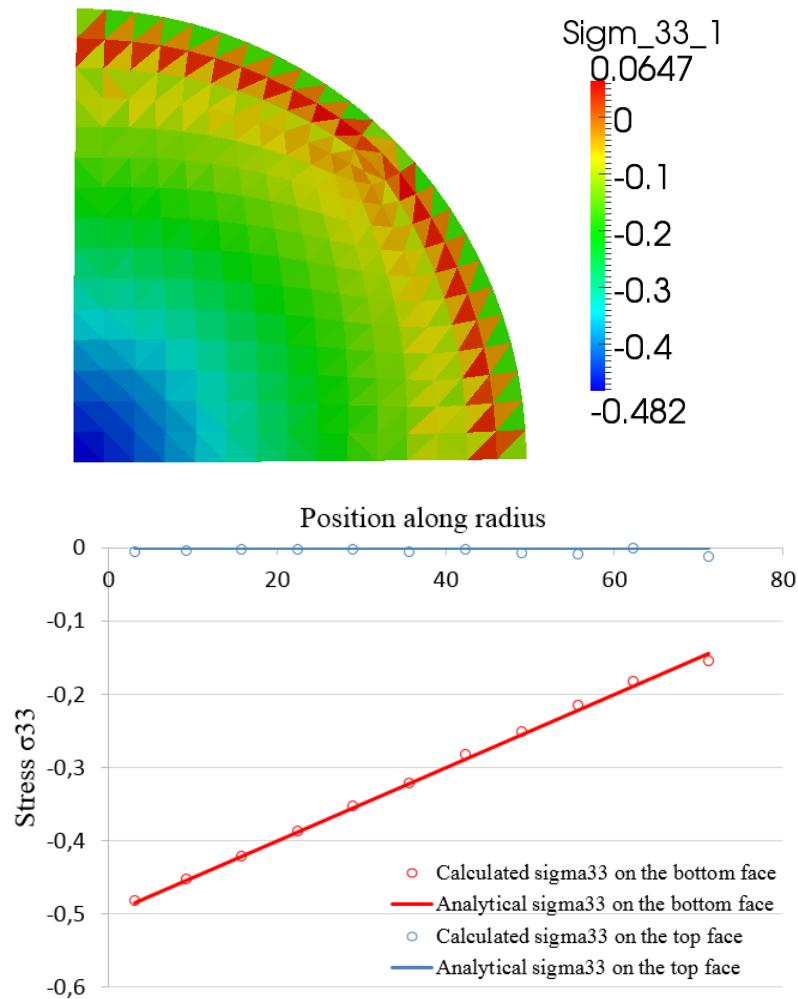 Sigm_33_1
0.0647
0
-0.1
-0.2
-0.3
-0.4
-0.482
Position along radius
0
0
20
40
60
80
-0,1
-0,2
-0,3
-0,4
-0,5
-0,6
Stress σ33
Calculated sigma33 on the bottom face
Analytical sigma33 on the bottom face
Calculated sigma33 on the top face
Analytical sigma33 on the top face